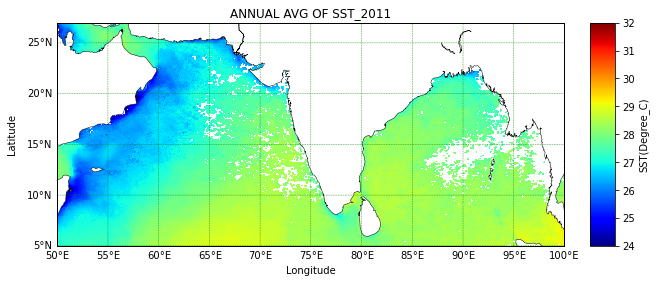 ANNUAL AVG OF SST_2011
25°N
20°N
15°N
10°N
5°N
Latitude
50°E 55°E 60°E 65°E 70°E 75°E 80°E 85°E 90°E 95°E 100°E
Longitude
32
31
30
29
28
27
26
25
24
SST(Degree_C)